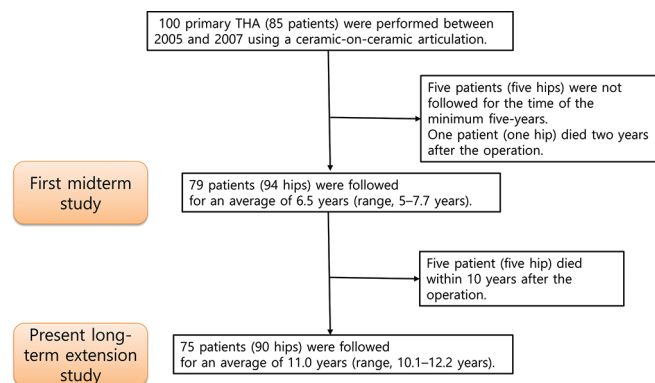 100 primary THA (85 patients) were performed between
2005 and 2007 using a ceramic-on-ceramic articulation.
Five patients (five hips) were not
followed for the time of the
minimum five-years.
One patient (one hip) died two years
after the operation.
First midterm
study
79 patients (94 hips) were followed
for an average of 6.5 years (range, 5–7.7 years).
Five patient (five hip) died
within 10 years after the
operation.
Present long-
term extension
study
75 patients (90 hips) were followed
for an average of 11.0 years (range, 10.1–12.2 years).